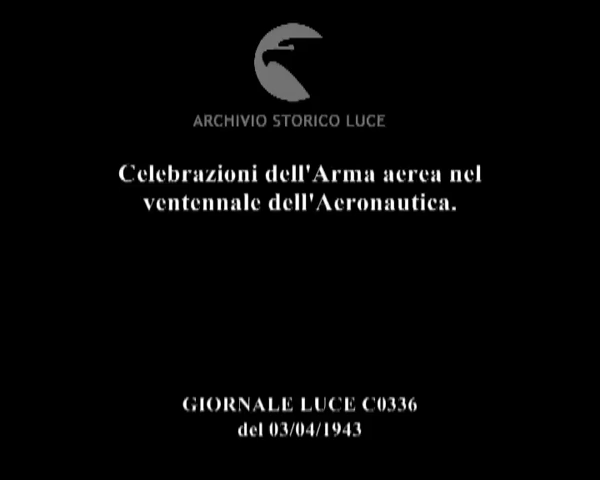 ARCHIVIO STORICO LUCE
Celebrazioni dell'Arma aerea nel
ventennale dell'Aeronautica.
GIORNALE LUCE C0336
del 03/04/1943